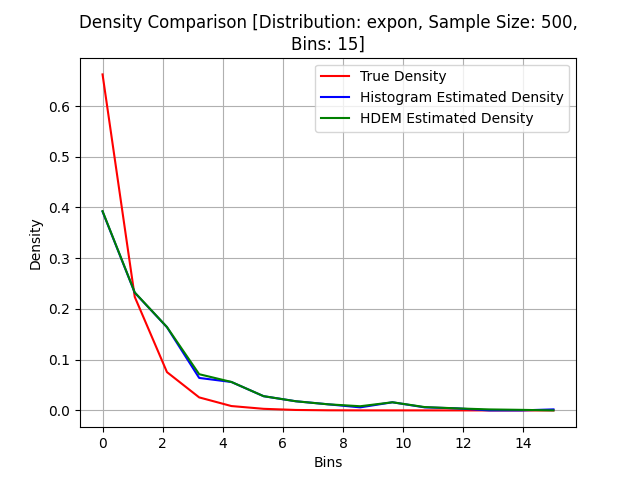 Density Comparison [Distribution: expon, Sample Size: 500,
Bins: 15]
True Density
Histogram Estimated Density
HDEM Estimated Density
Density
0.6
0.5
0.4
0.3
0.2
0.1
0.0
0 2 4 6 8 10 12 14
Bins